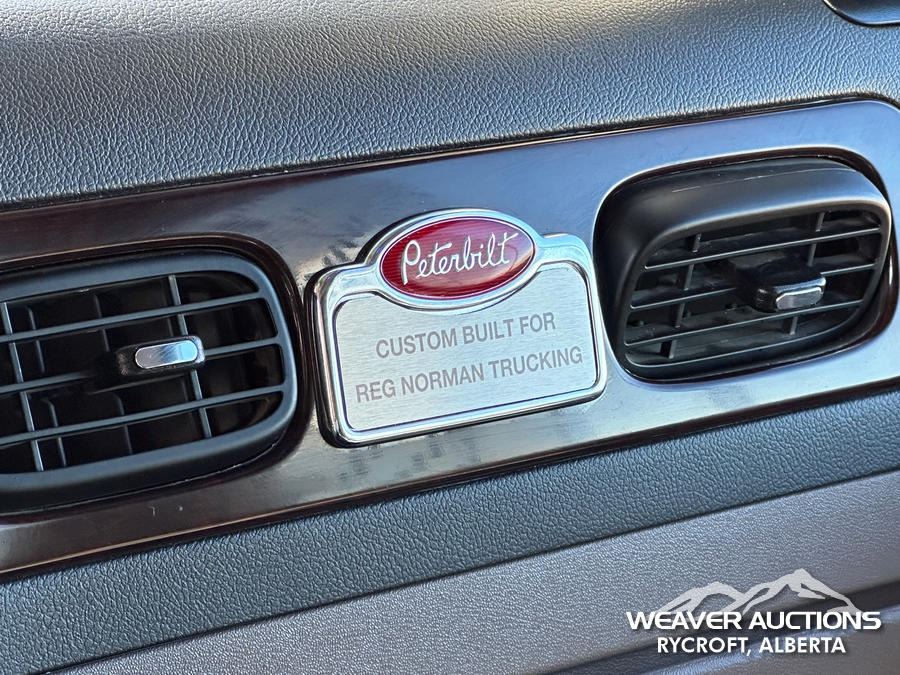 Peterbilt
CUSTOM BUILT FOR
REG NORMAN TRUCKING
WEAVER AUCTIONS
RYCROFT, ALBERTA